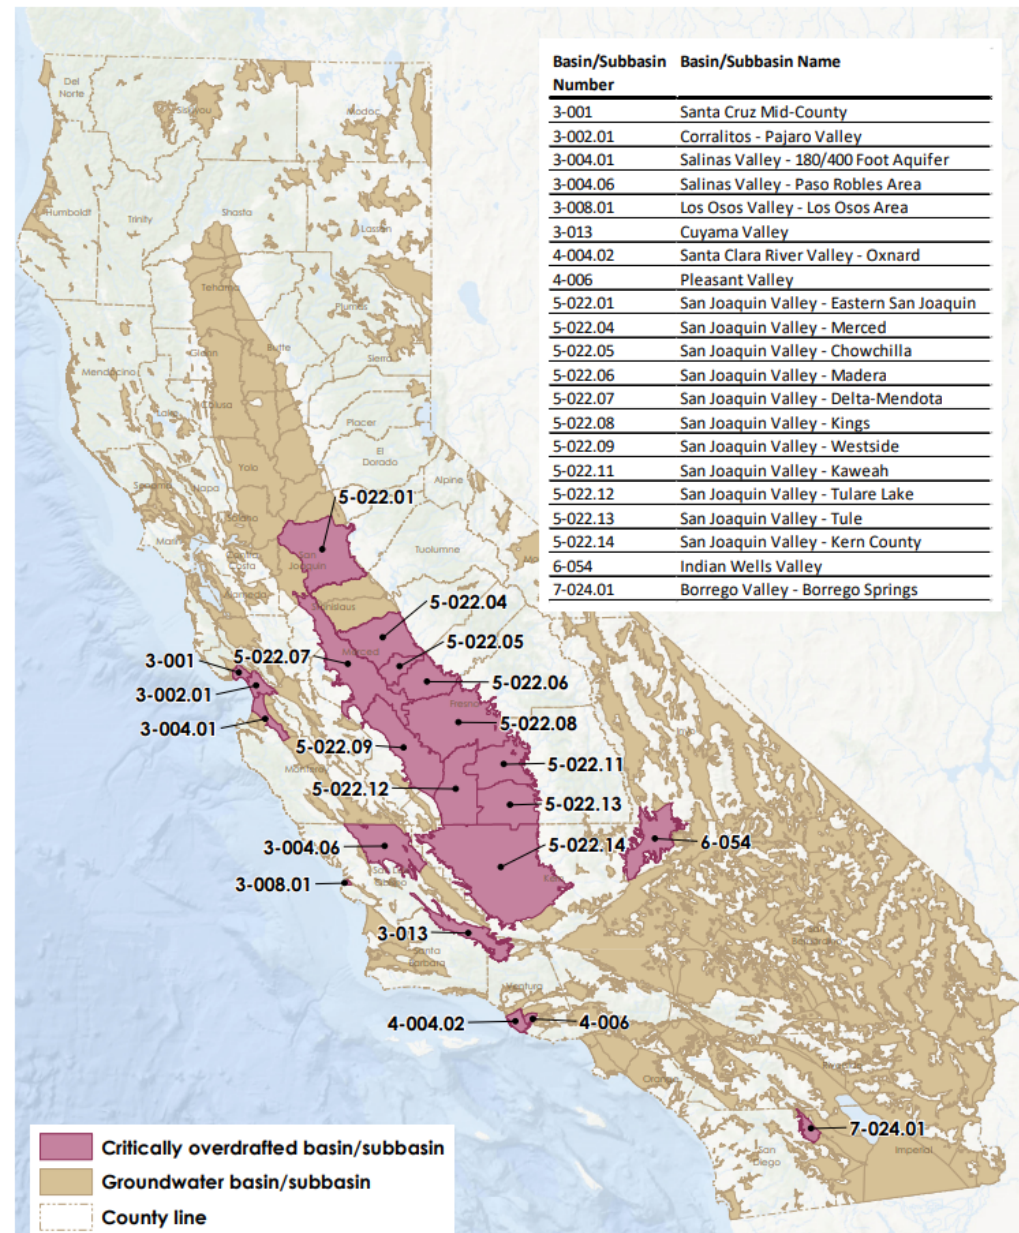 Basin/Subbasin Basin/Subbasin Name
Number
3-001 Santa Cruz Mid-County
3-002.01 Corralitos - Pajaro Valley
3-004.01 Salinas Valley - 180/400 Foot Aquifer
3-004.06 Salinas Valley - Paso Robles Area
3-008.01 Los Osos Valley - Los Osos Area
3-013 Cuyama Valley
4-004.02 Santa Clara River Valley - Oxnard
4-006 Pleasant Valley
5-022.01 San Joaquin Valley - Eastern San Joaquin
5-022.04 San Joaquin Valley - Merced
5-022.05 San Joaquin Valley - Chowchilla
5-022.06 San Joaquin Valley - Madera
5-022.07 San Joaquin Valley - Delta-Mendota
5-022.08 San Joaquin Valley - Kings
5-022.09 San Joaquin Valley - Westside
5-022.11 San Joaquin Valley - Kaweah
5-022.12 San Joaquin Valley - Tulare Lake
5-022.13 San Joaquin Valley - Tule
5-022.14 San Joaquin Valley - Kern County
6-054 Indian Wells Valley
7-024.01 Borrego Valley - Borrego Springs
Del
Norte
Siskiyou
Modoc
Humboldt
Trinity
Shasta
Lassen
Tehama
Plumas
Butte
Glenn
Sierra
Mendocino
Colusa
Lake
Placer
El
Dorado
Yolo
Alpine
Sonoma
Napa
5-022.01
Solano
Marin
Contra
Costa
San
Joaquin
Tuolumne
Alameda
Stanislaus
5-022.04
5-022.05
Merced
3-001
5-022.07
5-022.06
3-002.01
Fresno
5-022.08
3-004.01
Inyo
5-022.09
5-022.11
Monterey
5-022.12
5-022.13
3-004.06
5-022.14
6-054
San Luis
Obispo
3-008.01
Kern
3-013
San
Bernardino
Santa
Barbara
Ventura
4-004.02
4-006
Riverside
Orange
7-024.01
San
Diego
Imperial
Critically overdrafted basin/subbasin
Groundwater basin/subbasin
County line